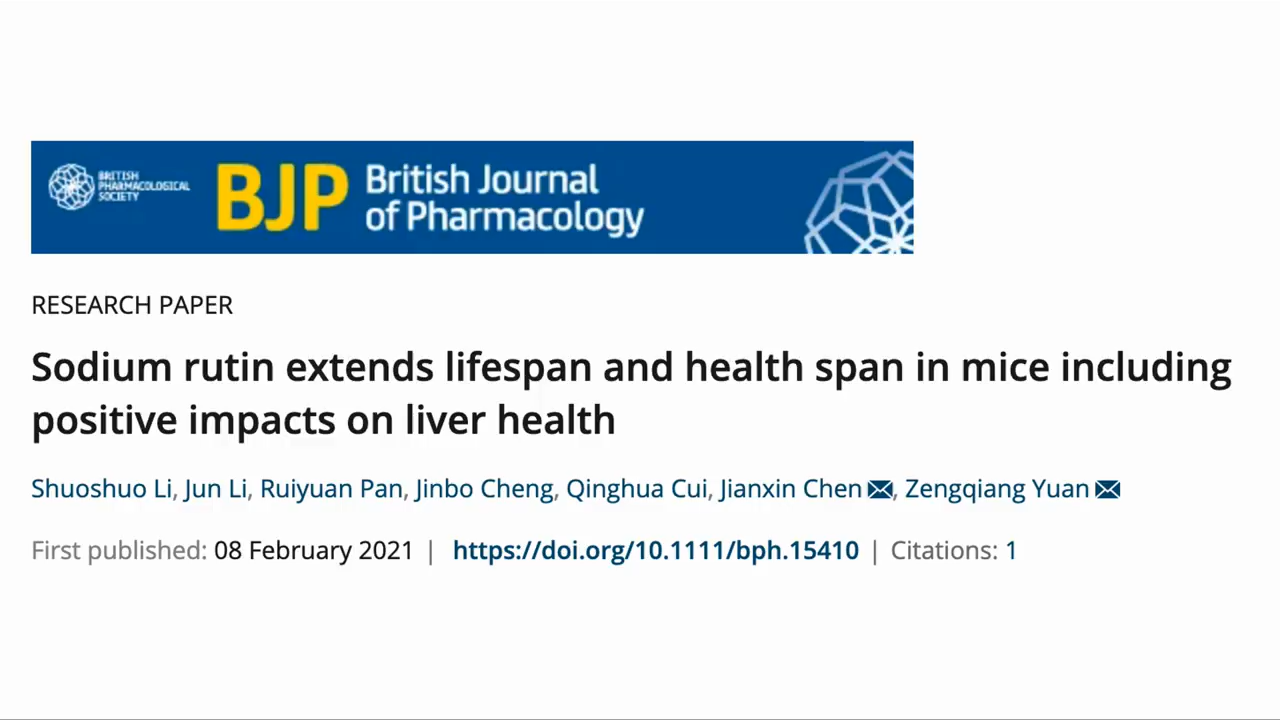 BRITISH
PHARMACOLOGICAL
SOCIETY
BJP
British Journal
of Pharmacology
RESEARCH PAPER
Sodium rutin extends lifespan and health span in mice including
positive impacts on liver health
Shuoshuo Li, Jun Li, Ruiyuan Pan, Jinbo Cheng, Qinghua Cui, Jianxin Chen, Zengqiang Yuan
First published: 08 February 2021 | https://doi.org/10.1111/bph.15410 | Citations: 1